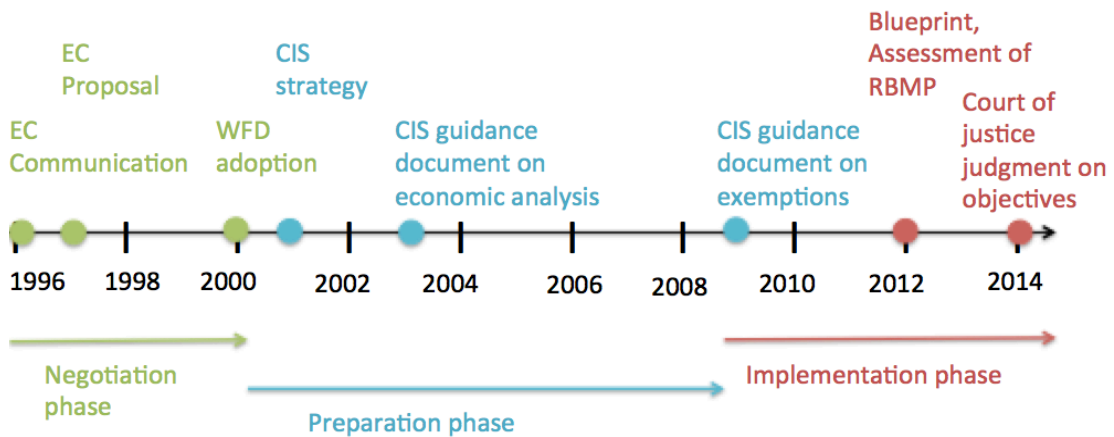 EC
Proposal
CIS
strategy
Blueprint,
Assessment of
RBMP
EC
Communication
WFD
adoption
CIS guidance
document on
economic analysis
CIS guidance
document on
exemptions
Court of
justice
judgment on
objectives
1996
1998
2000
2002
2004
2006
2008
2010
2012
2014
Negotiation
phase
Preparation phase
Implementation phase